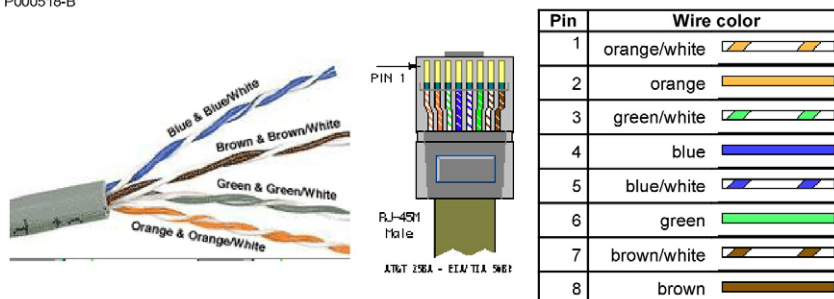 P000518-B
Blue & Blue/White
Brown & Brown/White
Green & Green/White
Orange & Orange/White
PIN 1
RJ-45M
Male
AT&T 258A - EIA/TIA
Pin Wire color
1 orange/white
2 orange
3 green/white
4 blue
5 blue/white
6 green
7 brown/white
8 brown